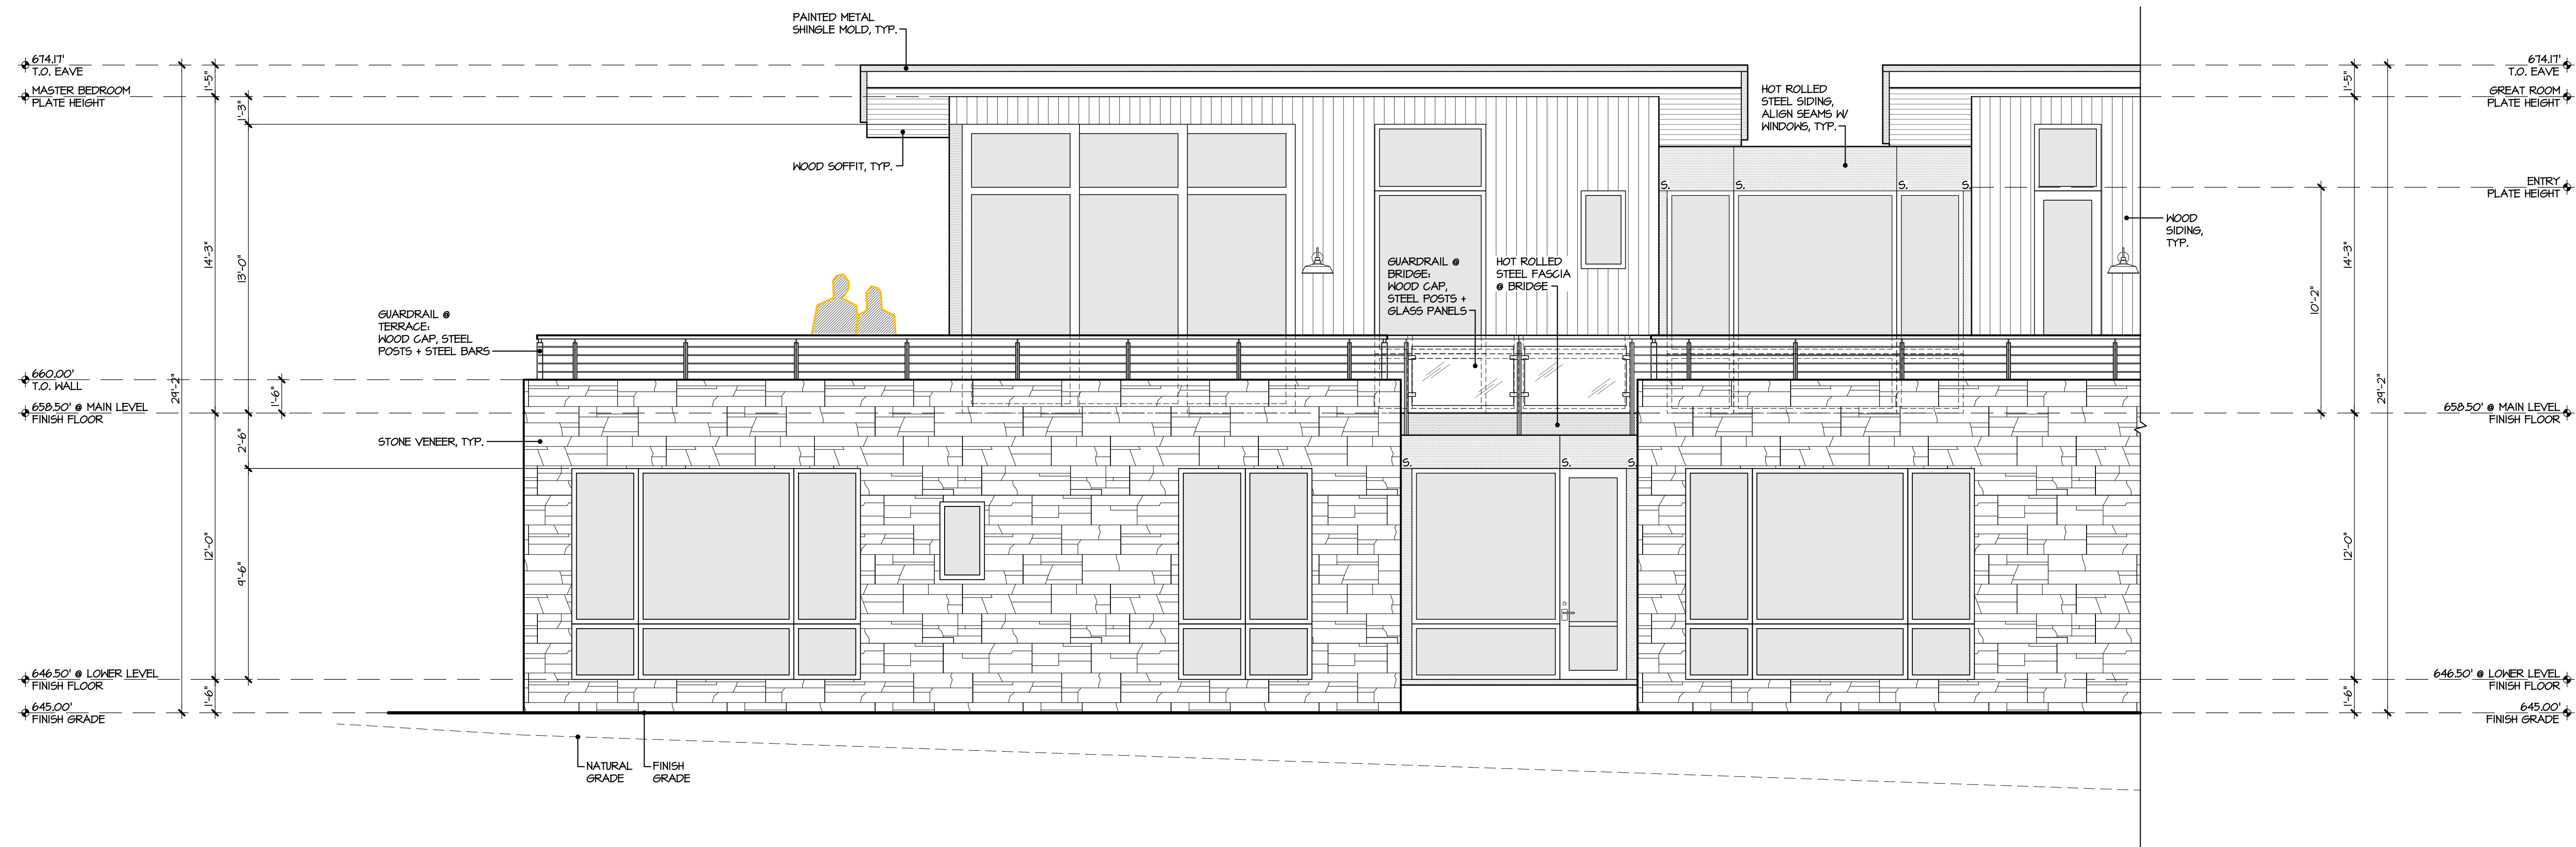 PAINTED METAL
SHINGLE MOLD, TYP.
674.17'
T.O. EAVE
MASTER BEDROOM
PLATE HEIGHT
1'-5"
1'-3"
WOOD SOFFIT, TYP.
HOT ROLLED
STEEL SIDING,
ALIGN SEAMS W/
WINDOWS, TYP.
674.17'
T.O. EAVE
1'-5"
GREAT ROOM
PLATE HEIGHT
S.
S.
S.
S.
ENTRY
PLATE HEIGHT
WOOD
SIDING,
TYP.
14'-3"
13'-0"
14'-3"
10'-2"
GUARDRAIL @
BRIDGE:
WOOD CAP,
STEEL POSTS +
GLASS PANELS
HOT ROLLED
STEEL FASCIA
@ BRIDGE
GUARDRAIL @
TERRACE:
WOOD CAP, STEEL
POSTS + STEEL BARS
660.00'
T.O. WALL
29'-2"
1'-6"
29'-2"
658.50' @ MAIN LEVEL
FINISH FLOOR
658.50' @ MAIN LEVEL
FINISH FLOOR
2'-6"
STONE VENEER, TYP.
S.
S.
S.
12'-0"
9'-6"
12'-0"
646.50' @ LOWER LEVEL
FINISH FLOOR
1'-6"
646.50' @ LOWER LEVEL
FINISH FLOOR
1'-6"
645.00'
FINISH GRADE
645.00'
FINISH GRADE
NATURAL
GRADE
FINISH
GRADE